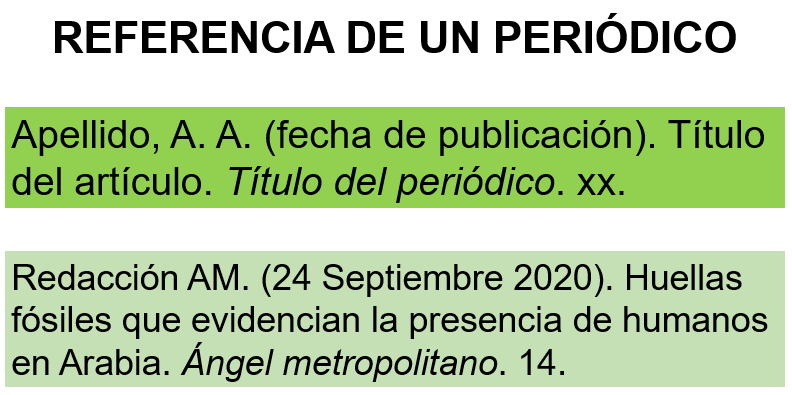 REFERENCIA DE UN PERIÓDICO
Apellido, A. A. (fecha de publicación). Título
del artículo. Título del periódico. xx.
Redacción AM. (24 Septiembre 2020). Huellas
fósiles que evidencian la presencia de humanos
en Arabia. Ángel metropolitano. 14.